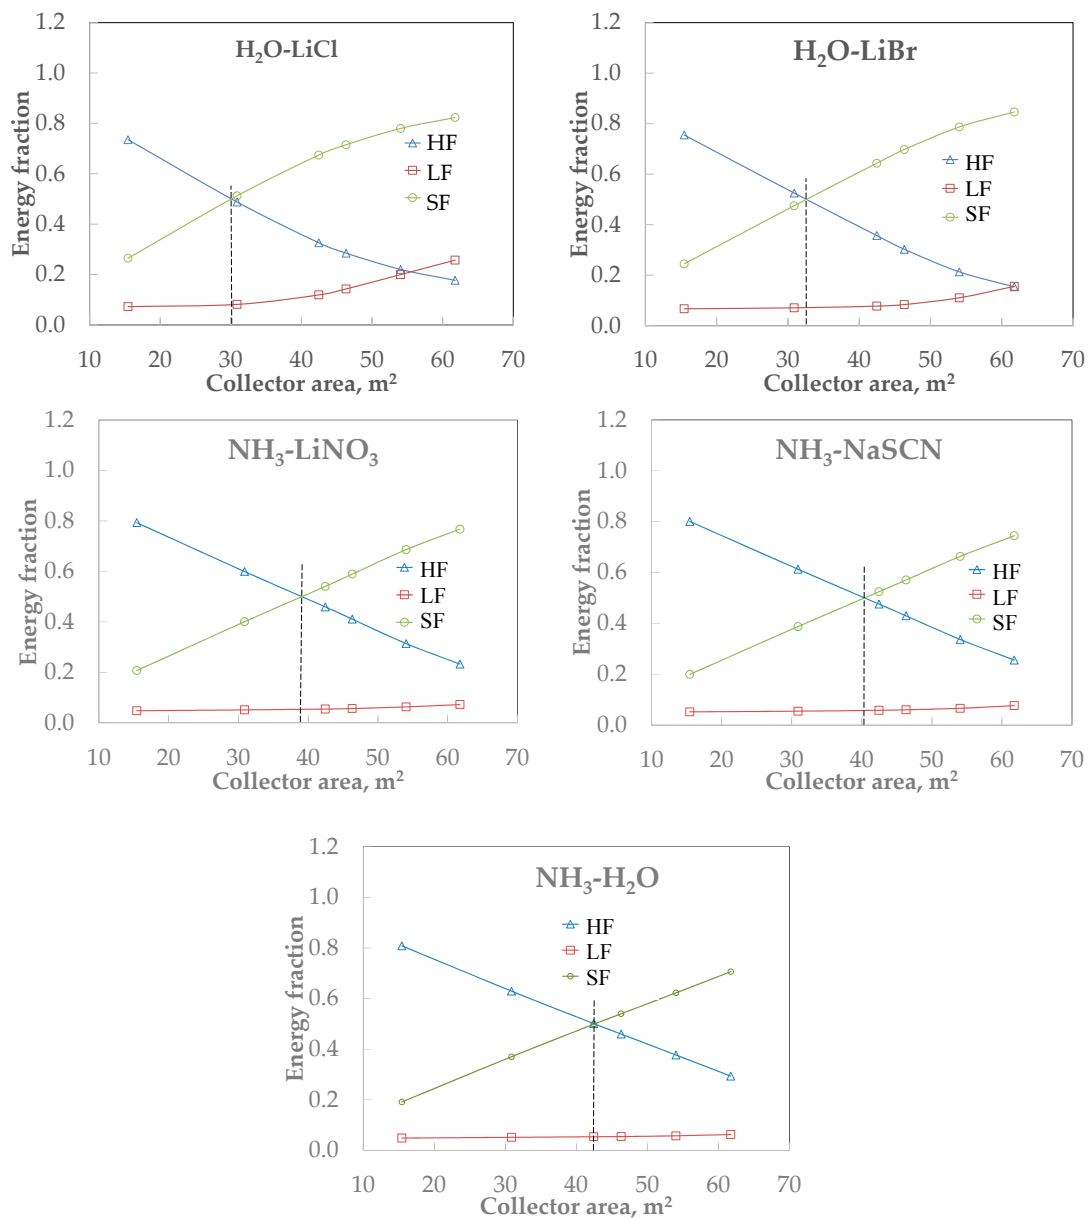 H₂O-LiCl
Energy fraction
1.2
1.0
0.8
0.6
0.4
0.2
0.0
HF
LF
SF
10 20 30 40 50 60 70
Collector area, m²
H₂O-LiBr
Energy fraction
1.2
1.0
0.8
0.6
0.4
0.2
0.0
HF
LF
SF
10 20 30 40 50 60 70
Collector area, m²
NH₃-LiNO₃
Energy fraction
1.2
1.0
0.8
0.6
0.4
0.2
0.0
HF
LF
SF
10 20 30 40 50 60 70
Collector area, m²
NH₃-NaSCN
Energy fraction
1.2
1.0
0.8
0.6
0.4
0.2
0.0
HF
LF
SF
10 20 30 40 50 60 70
Collector area, m²
NH₃-H₂O
Energy fraction
1.2
1.0
0.8
0.6
0.4
0.2
0.0
HF
LF
SF
10 20 30 40 50 60 70
Collector area, m²